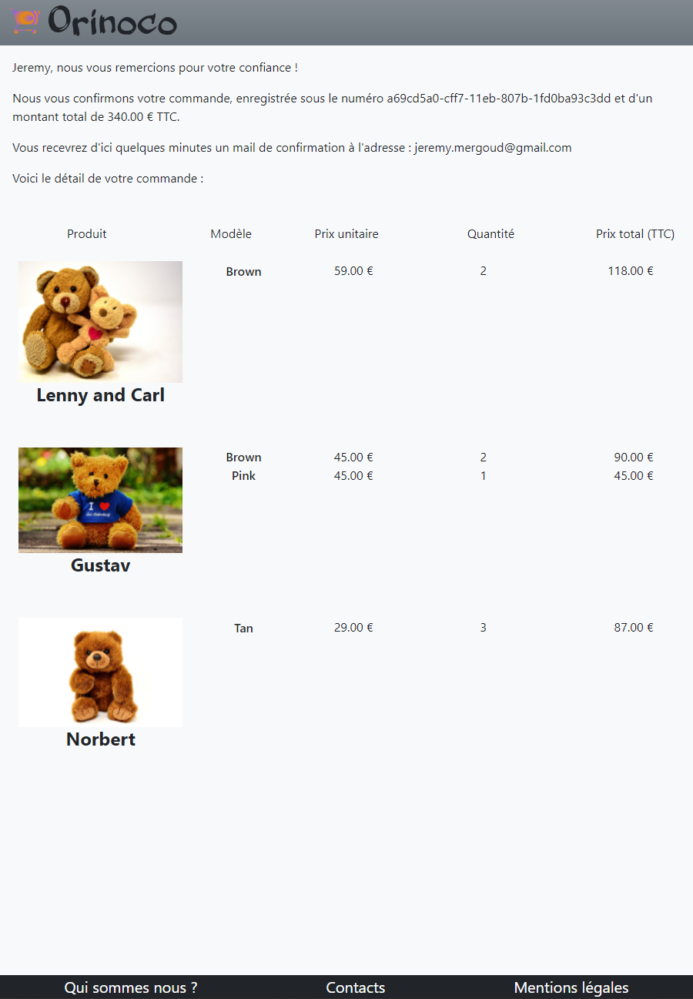 Orinoco
Jeremy, nous vous remercions pour votre confiance !
Nous vous confirmons votre commande, enregistrée sous le numéro a69cd5a0-cff7-11eb-807b-1fd0ba93c3dd et d'un
montant total de 340.00 € TTC.
Vous recevrez d'ici quelques minutes un mail de confirmation à l'adresse : jeremy.mergoud@gmail.com
Voici le détail de votre commande :
Produit Modèle Prix unitaire Quantité Prix total (TTC)
Brown 59.00 € 2 118.00 €
Lenny and Carl
Brown 45.00 € 2 90.00 €
Pink 45.00 € 1 45.00 €
I
Gustav
Tan 29.00 € 3 87.00 €
Norbert
Qui sommes nous ? Contacts Mentions légales